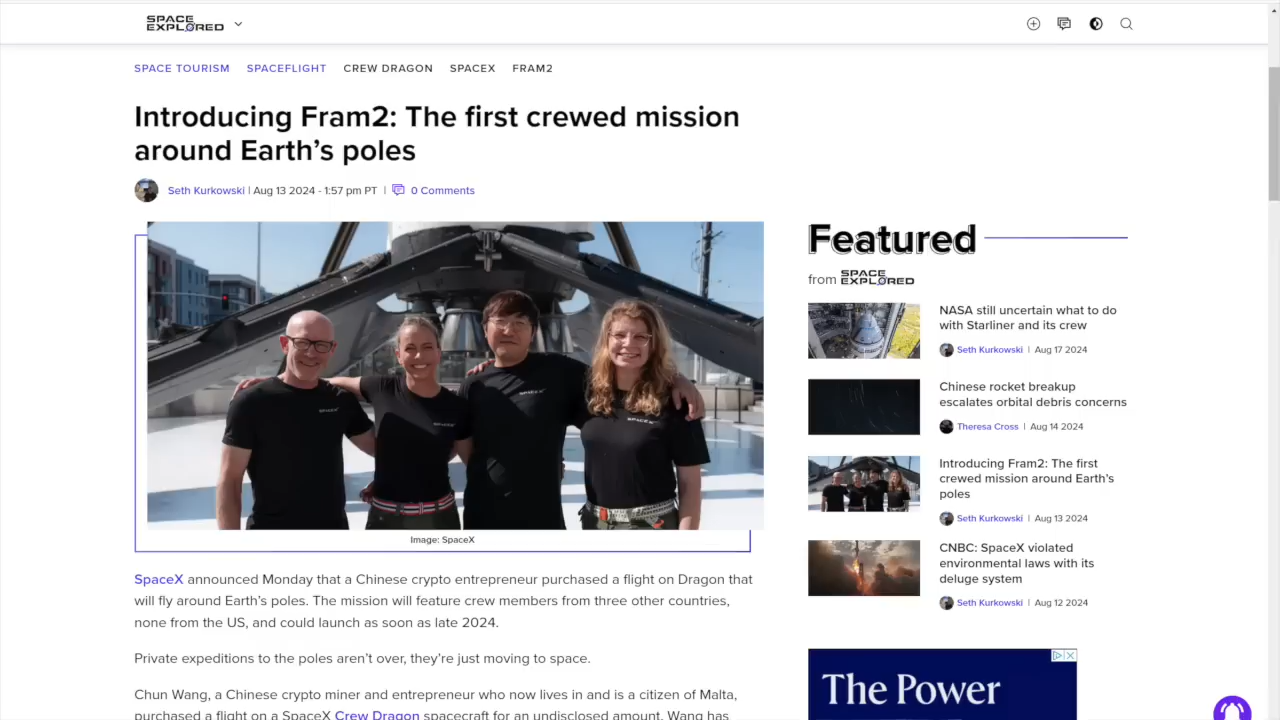 SPACE
EXPLORED
SPACE TOURISM SPACEFLIGHT CREW DRAGON SPACEX FRAM2
Introducing Fram2: The first crewed mission
around Earth’s poles
Seth Kurkowski | Aug 13 2024 - 1:57 pm PT | 0 Comments
SPACEX
SPACEX
SPACEX
SPACEX
Image: SpaceX
SpaceX announced Monday that a Chinese crypto entrepreneur purchased a flight on Dragon that
will fly around Earth’s poles. The mission will feature crew members from three other countries,
none from the US, and could launch as soon as late 2024.
Private expeditions to the poles aren’t over, they’re just moving to space.
Chun Wang, a Chinese crypto miner and entrepreneur who now lives in and is a citizen of Malta,
purchased a flight on a SpaceX Crew Dragon spacecraft for an undisclosed amount. Wang has
Featured
from SPACE
EXPLORED
NASA still uncertain what to do
with Starliner and its crew
Seth Kurkowski | Aug 17 2024
Chinese rocket breakup
escalates orbital debris concerns
Theresa Cross | Aug 14 2024
Introducing Fram2: The first
crewed mission around Earth’s
poles
Seth Kurkowski | Aug 13 2024
CNBC: SpaceX violated
environmental laws with its
deluge system
Seth Kurkowski | Aug 12 2024
The Power